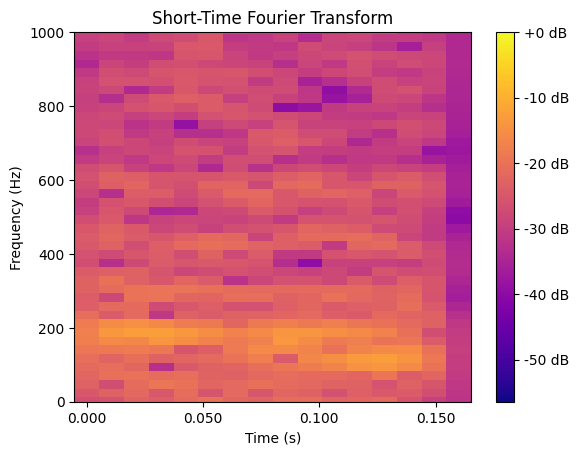 Short-Time Fourier Transform
1000
800
600
400
200
0
Frequency (Hz)
0.000
0.050
0.100
0.150
Time (s)
+0 dB
-10 dB
-20 dB
-30 dB
-40 dB
-50 dB